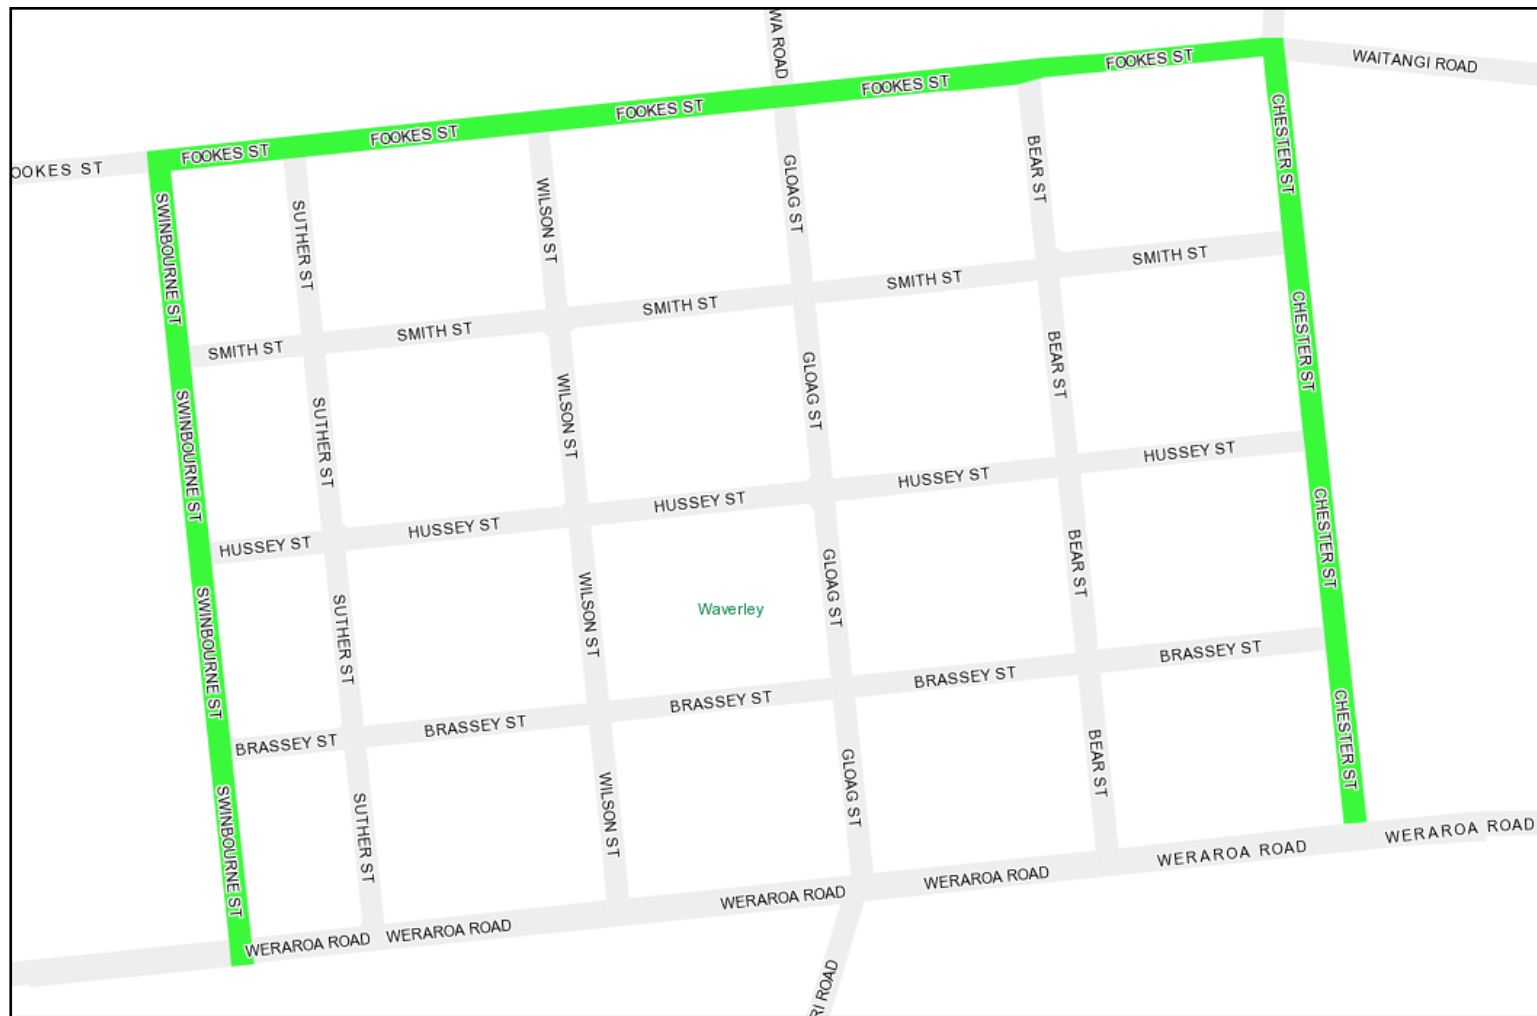 WA ROAD
WAITANGI ROAD
FOOKES ST
FOOKES ST
FOOKES ST
FOOKES ST
FOOKES ST
OOKES ST
CHESTER ST
BEAR ST
GLOAG ST
WILSON ST
SUTHER ST
SWINBOURNE ST
SMITH ST
SMITH ST
SMITH ST
SMITH ST
SMITH ST
CHESTER ST
BEAR ST
GLOAG ST
WILSON ST
SUTHER ST
SWINBOURNE ST
HUSSEY ST
HUSSEY ST
HUSSEY ST
HUSSEY ST
HUSSEY ST
CHESTER ST
BEAR ST
GLOAG ST
WILSON ST
SUTHER ST
SWINBOURNE ST
Waverley
BRASSEY ST
BRASSEY ST
BRASSEY ST
BRASSEY ST
BRASSEY ST
CHESTER ST
BEAR ST
GLOAG ST
WILSON ST
SUTHER ST
SWINBOURNE ST
WERAROA ROAD
WERAROA ROAD
WERAROA ROAD
WERAROA ROAD
WERAROA ROAD
WERAROA ROAD
RI ROAD